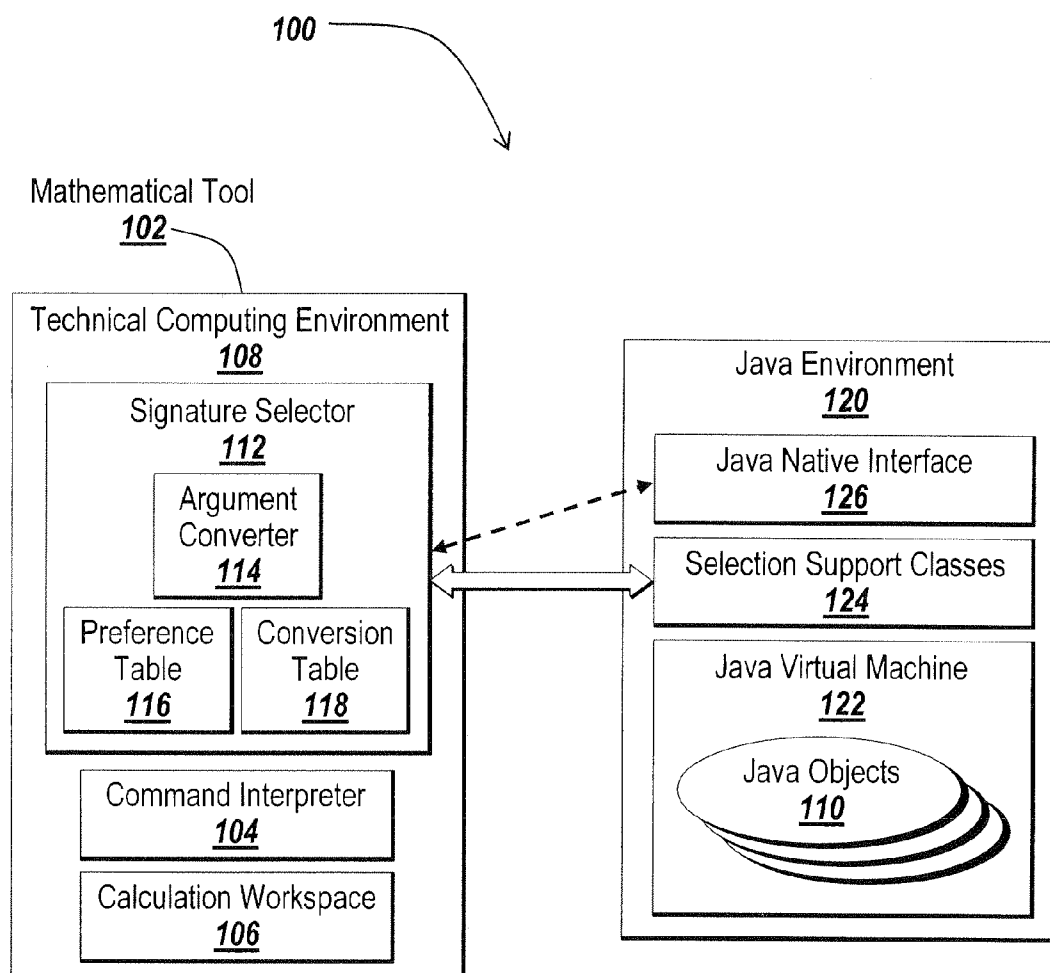 100
Mathematical Tool
102
Technical Computing Environment
108
Signature Selector
112
Argument
Converter
114
Preference
Table
116
Conversion
Table
118
Command Interpreter
104
Calculation Workspace
106
Java Environment
120
Java Native Interface
126
Selection Support Classes
124
Java Virtual Machine
122
Java Objects
110